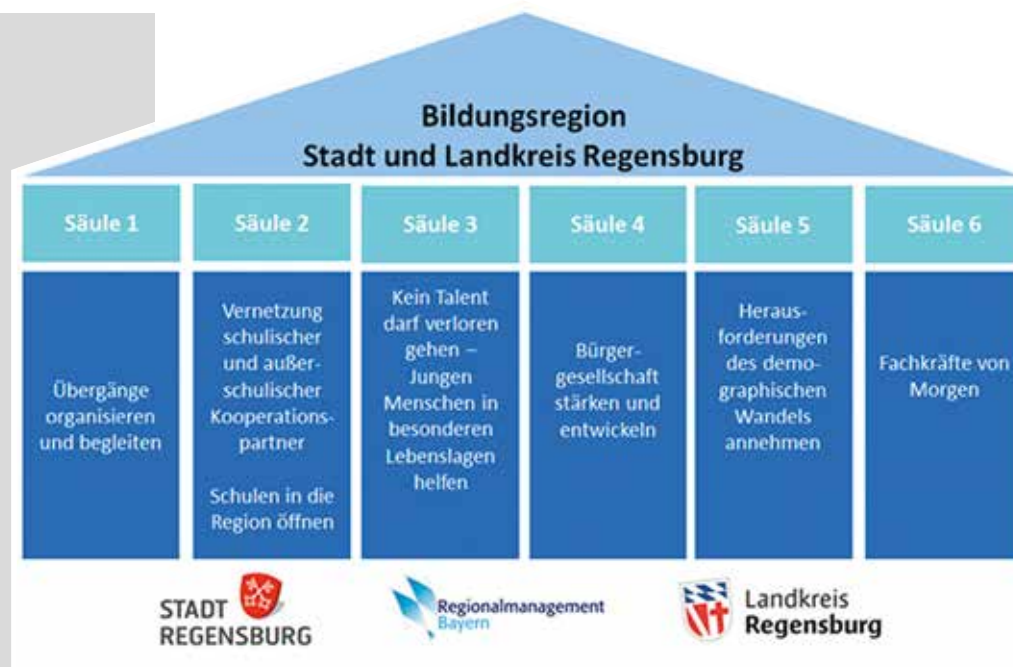 Bildungsregion
Stadt und Landkreis Regensburg
Säule 1
Übergänge
organisieren
und begleiten
Säule 2
Vernetzung
schulischer
und außer-
schulischer
Kooperations-
partner
Schulen in die
Region öffnen
Säule 3
Kein Talent
darf verloren
gehen –
Jungen
Menschen in
besonderen
Lebenslagen
helfen
Säule 4
Bürger-
gesellschaft
stärken und
entwickeln
Säule 5
Heraus-
forderungen
des demo-
graphischen
Wandels
annehmen
Säule 6
Fachkräfte von
Morgen
STADT
REGENSBURG
Regionalmanagement
Bayern
Landkreis
Regensburg